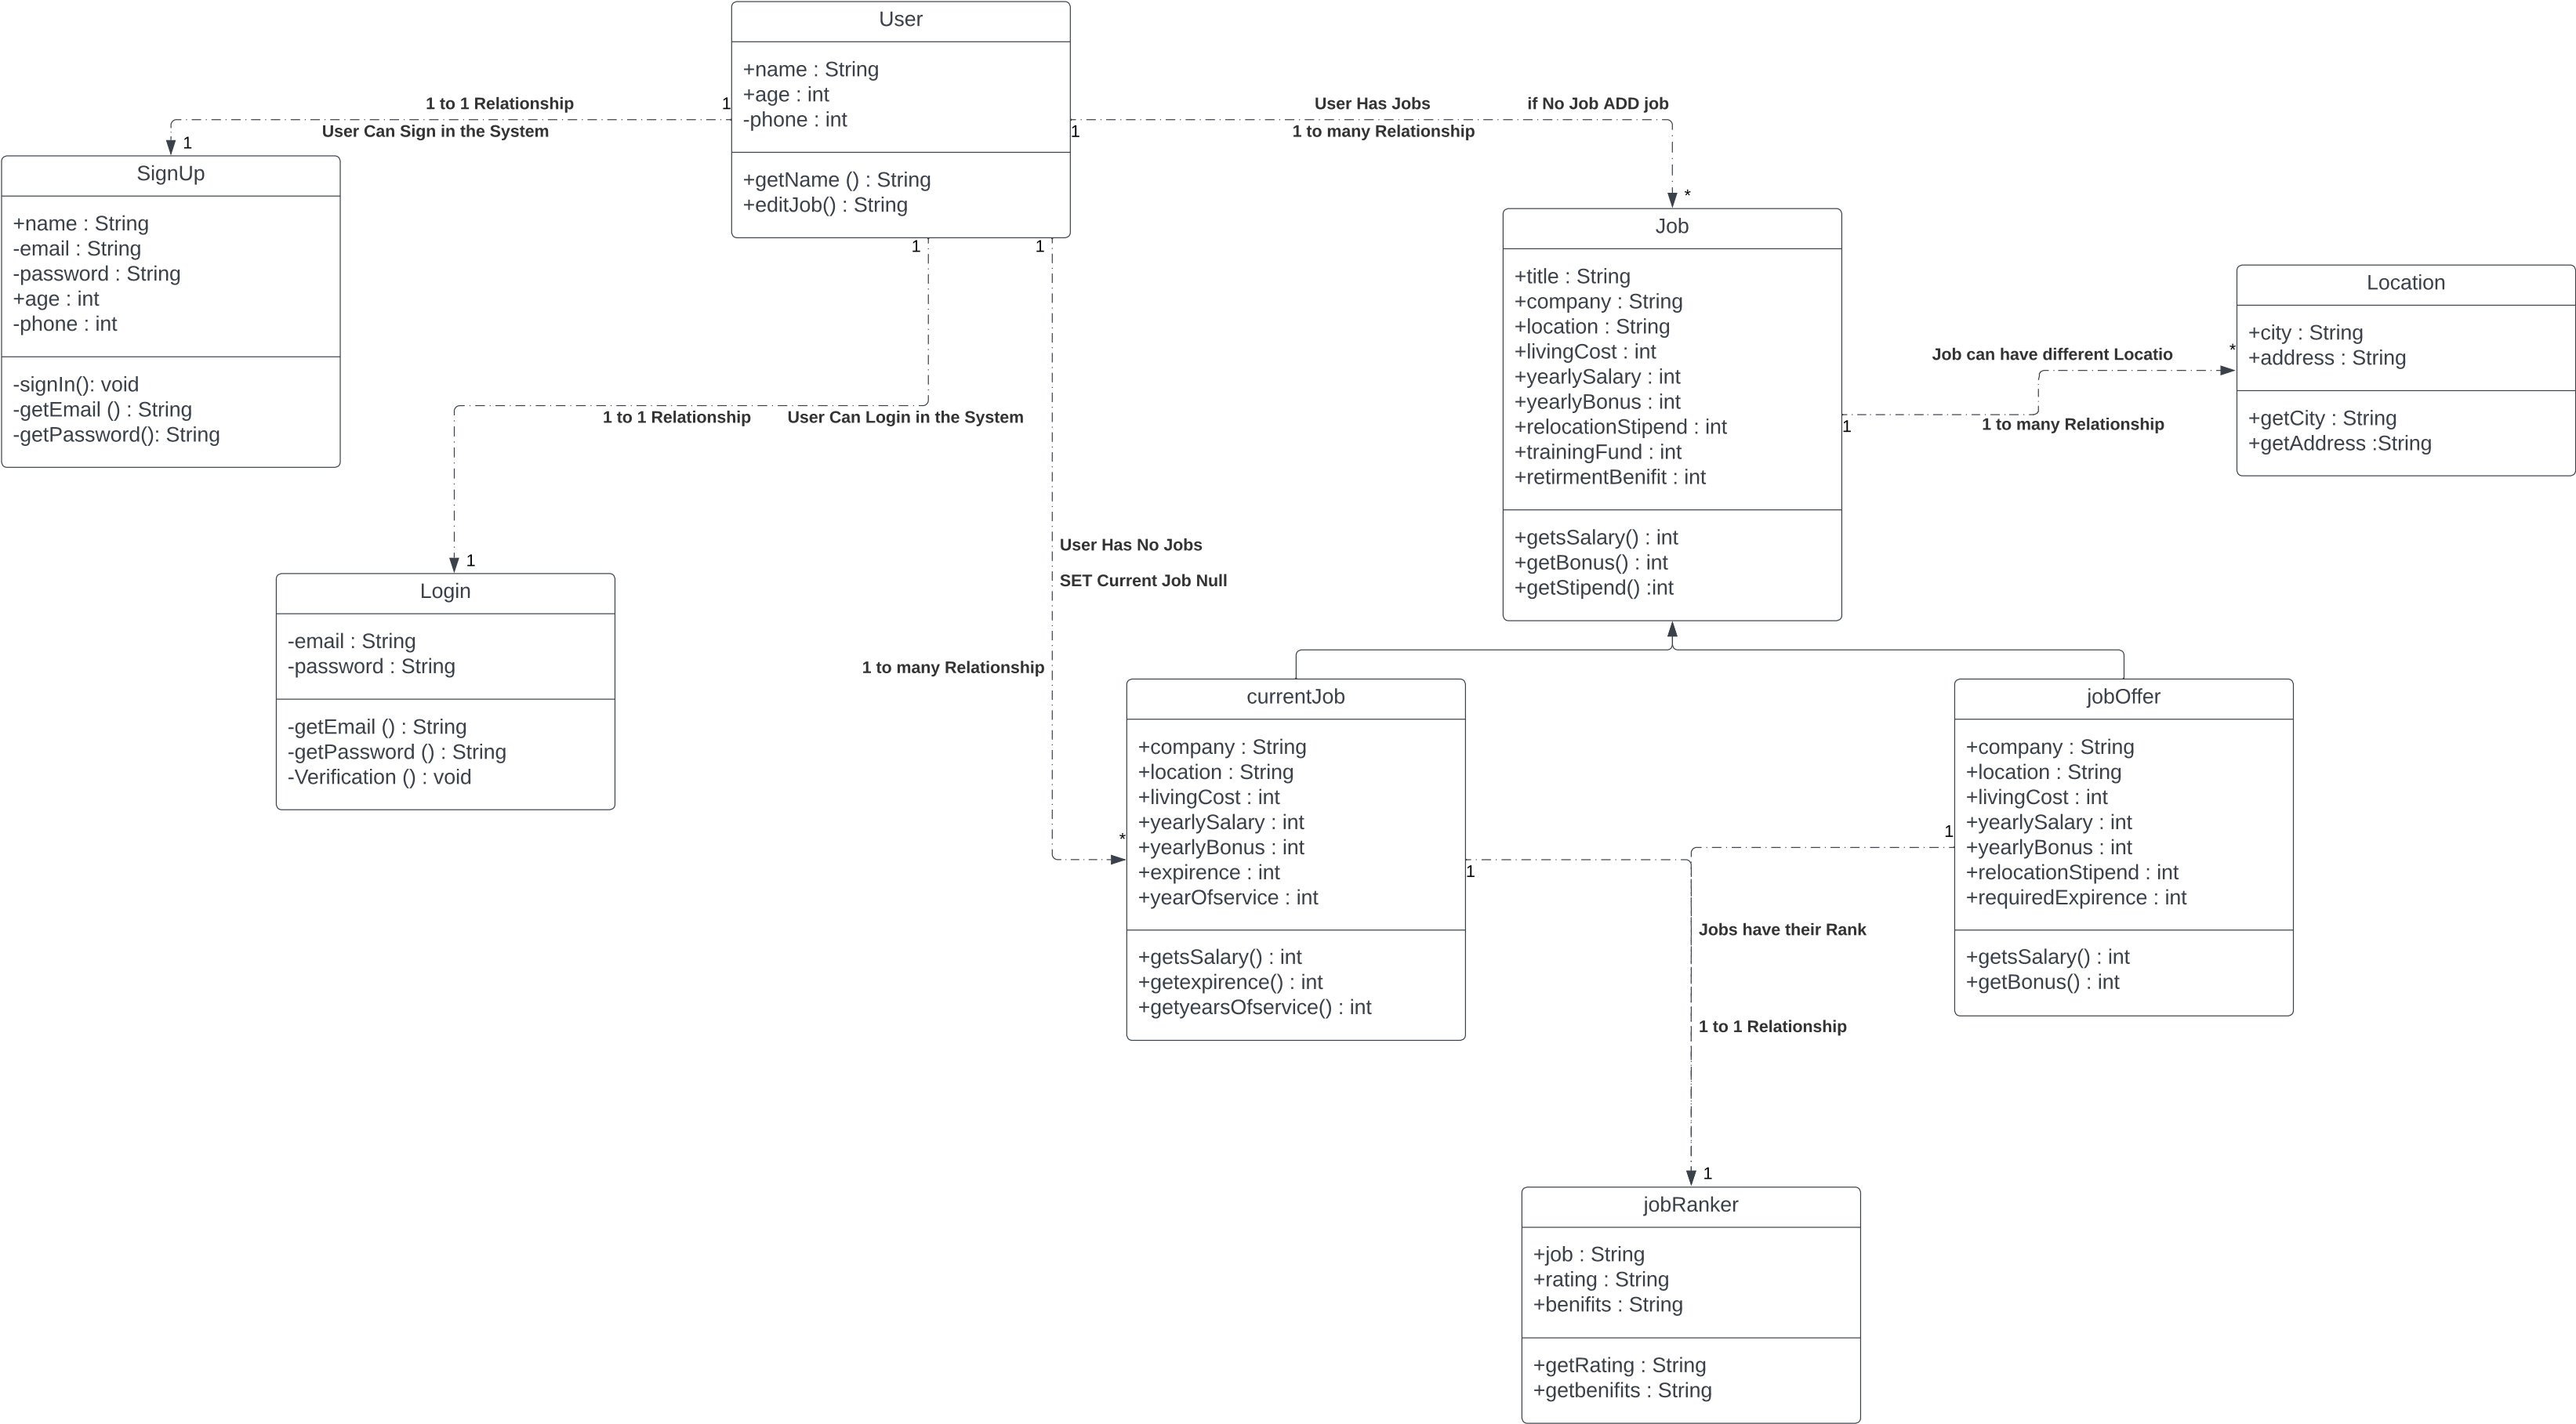 User
+name : String
+age : int
-phone : int
+getName () : String
+editJob() : String
1 to 1 Relationship
User Can Sign in the System
1
1
SignUp
+name : String
-email : String
-password : String
+age : int
-phone : int
-signIn(): void
-getEmail () : String
-getPassword(): String
User Has Jobs
if No Job ADD job
1 to many Relationship
1
*
Job
+title : String
+company : String
+location : String
+livingCost : int
+yearlySalary : int
+yearlyBonus : int
+relocationStipend : int
+trainingFund : int
+retirmentBenifit : int
+getsSalary() : int
+getBonus() : int
+getStipend() :int
Job can have different Locatio
1 to many Relationship
1
*
Location
+city : String
+address : String
+getCity : String
+getAddress :String
1
1 to 1 Relationship
User Can Login in the System
1
Login
-email : String
-password : String
-getEmail () : String
-getPassword () : String
-Verification () : void
1
User Has No Jobs
SET Current Job Null
1 to many Relationship
*
currentJob
+company : String
+location : String
+livingCost : int
+yearlySalary : int
+yearlyBonus : int
+expirence : int
+yearOfservice : int
+getsSalary() : int
+getexpirence() : int
+getyearsOfservice() : int
jobOffer
+company : String
+location : String
+livingCost : int
+yearlySalary : int
+yearlyBonus : int
+relocationStipend : int
+requiredExpirence : int
+getsSalary() : int
+getBonus() : int
1
1
Jobs have their Rank
1 to 1 Relationship
1
jobRanker
+job : String
+rating : String
+benifits : String
+getRating : String
+getbenifits : String